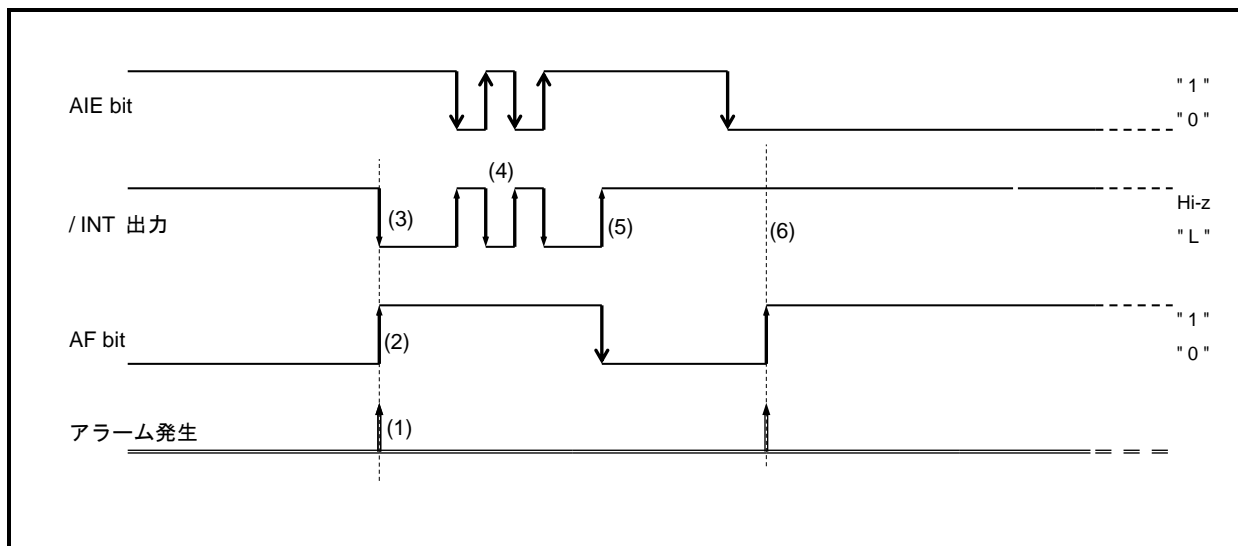 AIE bit
" 1 "
" 0 "
(4)
/ INT 出力
(3)
(5)
(6)
Hi-z
" L "
AF bit
(2)
" 1 "
" 0 "
アラーム発生
(1)